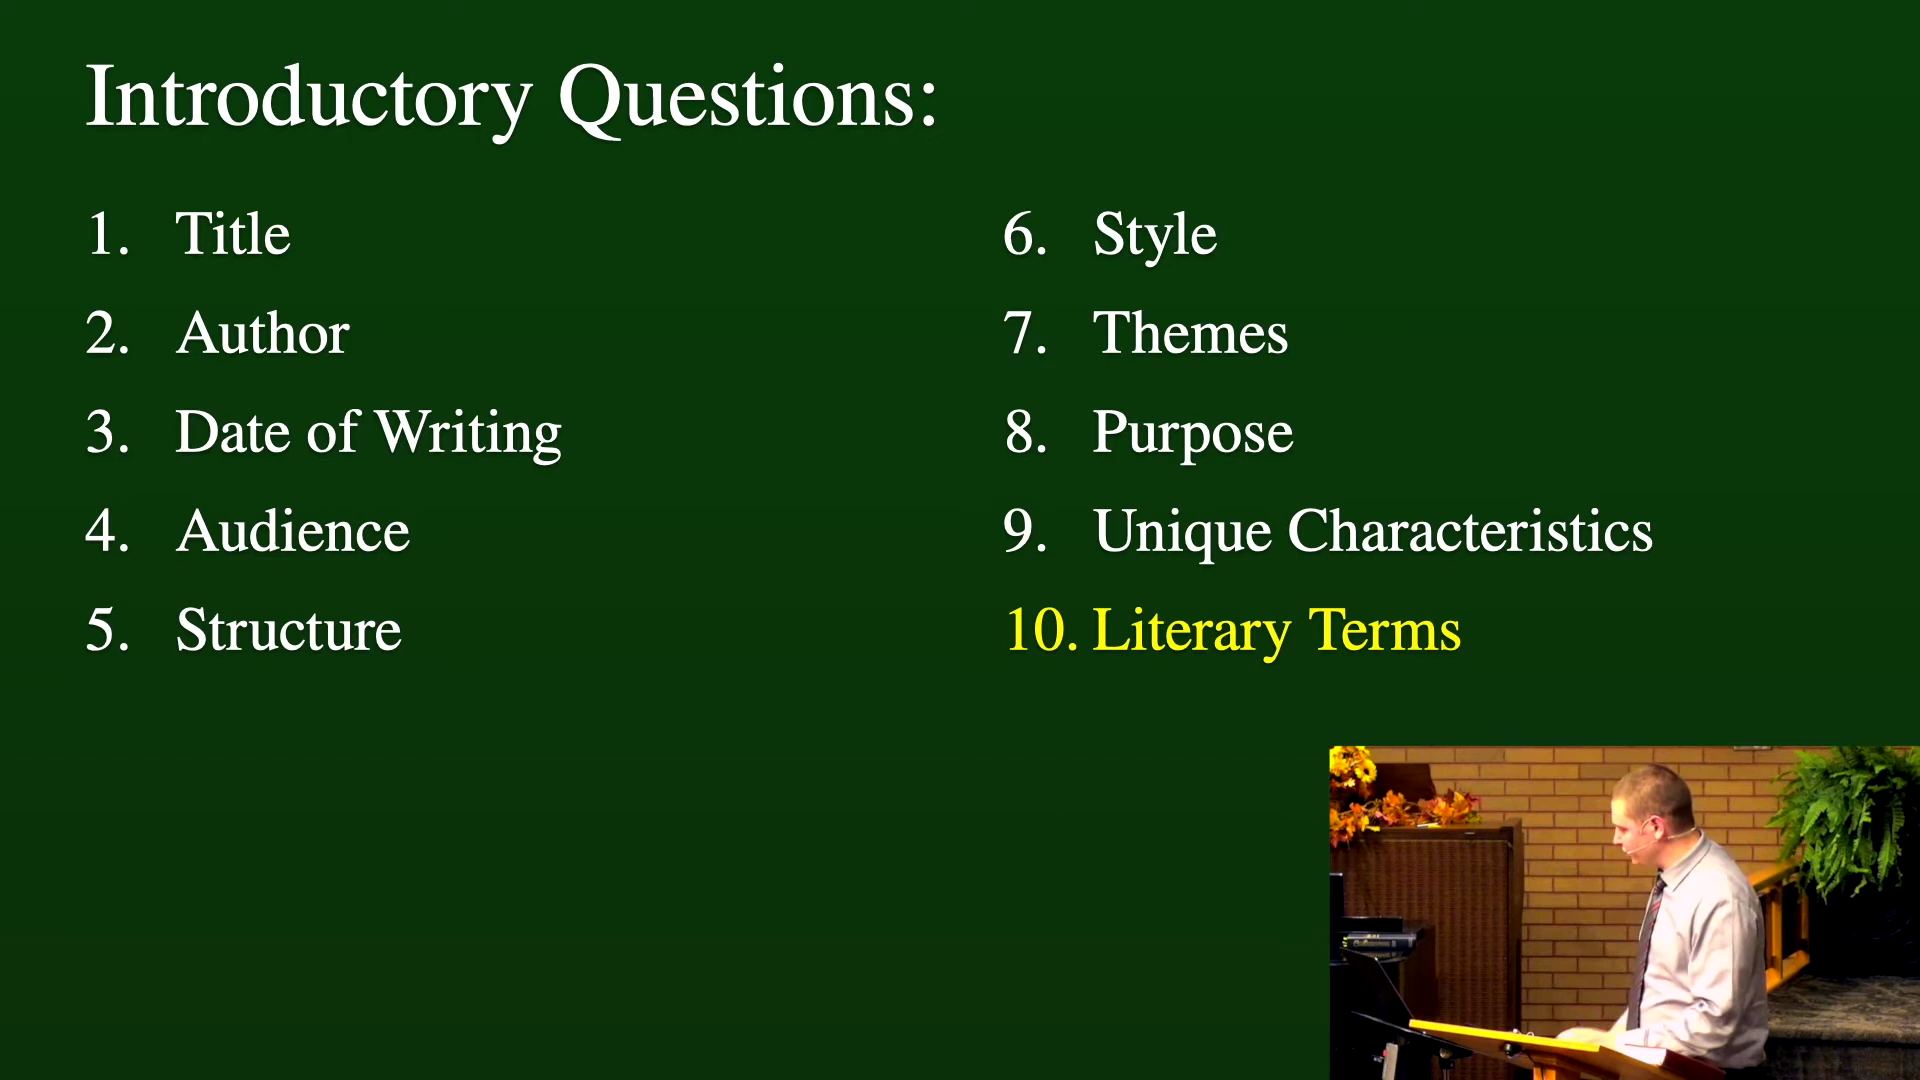 Introductory Questions:
1. Title
2. Author
3. Date of Writing
4. Audience
5. Structure
6. Style
7. Themes
8. Purpose
9. Unique Characteristics
10. Literary Terms